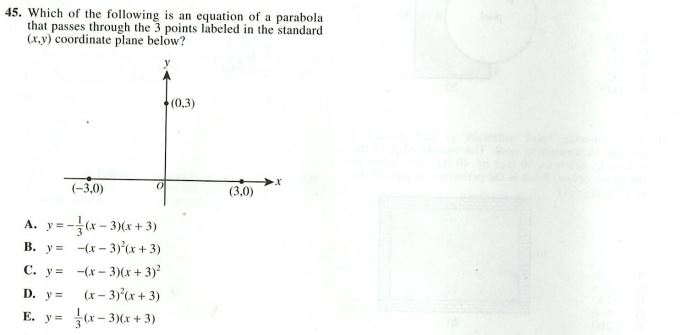 45. Which of the following is an equation of a parabola
that passes through the 3 points labeled in the standard
(x,y) coordinate plane below?
y
(0,3)
x
(−3,0)
O
(3,0)
A. y = −1/3(x − 3)(x + 3)
B. y = −(x − 3)²(x + 3)
C. y = −(x − 3)(x + 3)²
D. y = (x − 3)²(x + 3)
E. y = 1/3(x − 3)(x + 3)